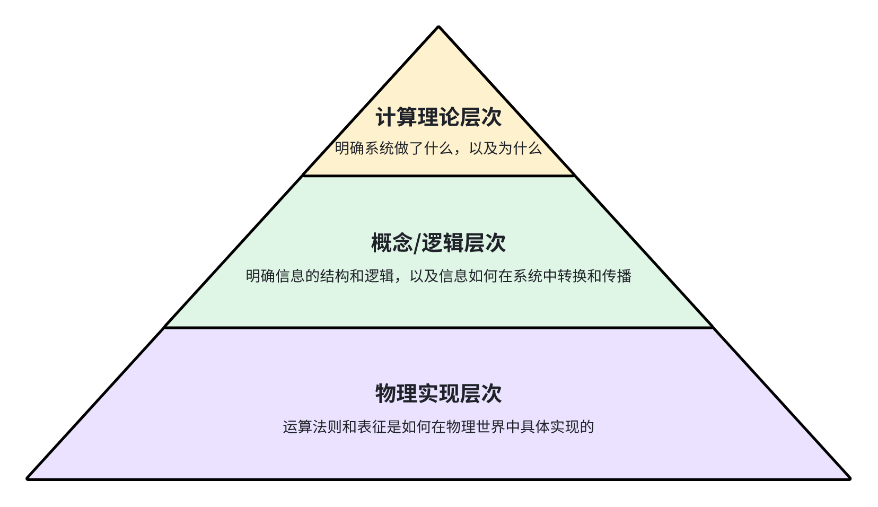 计算理论层次
明确系统做了什么，以及为什么
概念/逻辑层次
明确信息的结构和逻辑，以及信息如何在系统中转换和传播
物理实现层次
运算法则和表征是如何在物理世界中具体实现的